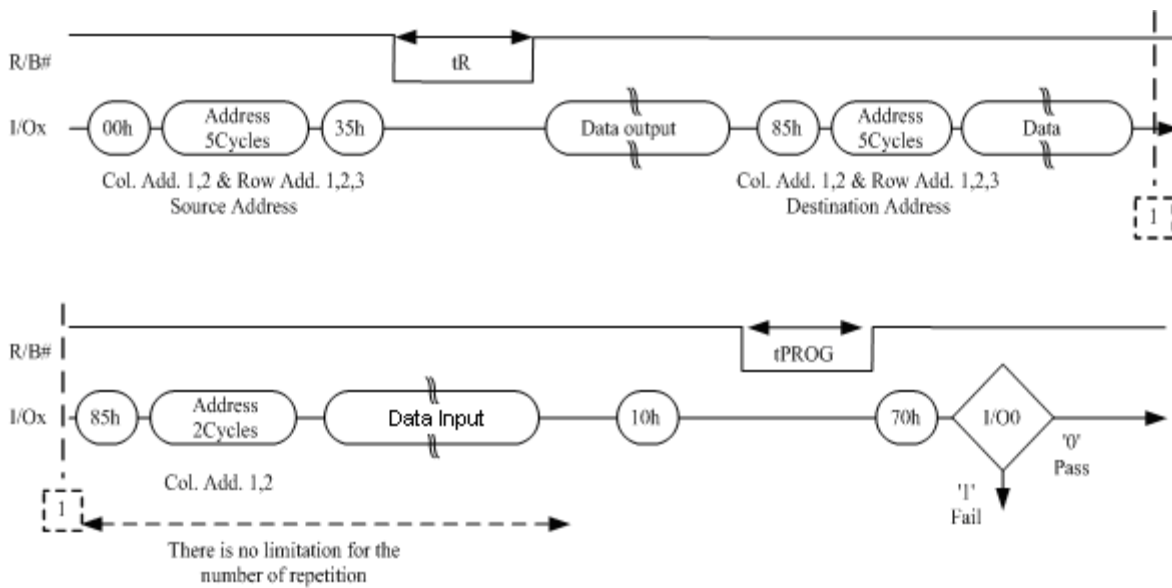 R/B#
tR
I/Ox
00h
Address
5Cycles
35h
Data output
85h
Address
5Cycles
Data
Col. Add. 1,2 & Row Add. 1,2,3
Source Address
Col. Add. 1,2 & Row Add. 1,2,3
Destination Address
1
R/B#
tPROG
I/Ox
85h
Address
2Cycles
Data Input
10h
70h
I/O0
'0'
Pass
Col. Add. 1,2
'1'
Fail
1
There is no limitation for the
number of repetition